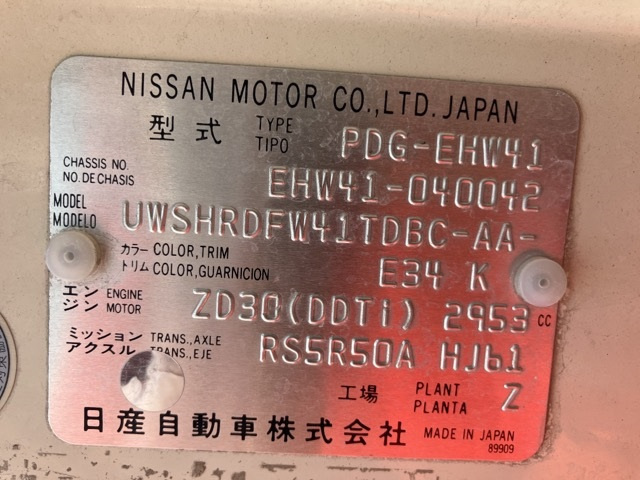 NISSAN MOTOR CO.,LTD. JAPAN
型式 TYPE TIPO PDG-EHW41
CHASSIS NO. NO. DE CHASIS EHW41-040042
MODEL MODELO UWSHRDFW41TDBC-AA-
カラー COLOR,TRIM
トリム COLOR,GUARNICION E34 K
エンジン ENGINE MOTOR ZD30(DDTi) 2953 cc
ミッション TRANS.,AXLE
アクスル TRANS.,EJE RS5R50A HJ61
工場 PLANT PLANTA Z
日産自動車株式会社 MADE IN JAPAN
89909